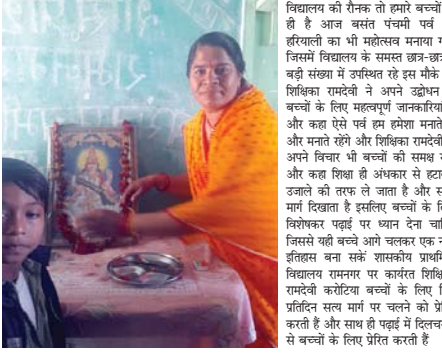 विद्यालय की रौनक तो हमारे बच्चों
ही है आज बसंत पंचमी पर्व
हरियाली का भी महोत्सव मनाया
जिसमें विद्यालय के समस्त छात्र-छात्र
बड़ी संख्या में उपस्थित रहे इस मौके
शिक्षिका रामदेवी ने अपने उद्बोधन
बच्चों के लिए महत्वपूर्ण जानकारियां
और कहा ऐसे पर्व हम हमेशा मनाते
और मनाते रहेंगे और शिक्षिका रामदेवी
अपने विचार भी बच्चों की समक्ष
और कहा शिक्षा ही अंधकार से हटा
उजाले की तरफ ले जाता है और
मार्ग दिखाता है इसलिए बच्चों के
विशेषकर पढ़ाई पर ध्यान देना
जिससे यही बच्चे आगे चलकर एक
इतिहास बना सकें शासकीय
विद्यालय रामनगर पर कार्यरत
रामदेवी करोटिया बच्चों के लिए
प्रतिदिन सत्य मार्ग पर चलने को
करती हैं और साथ ही पढ़ाई में
से बच्चों के लिए प्रेरित करती हैं